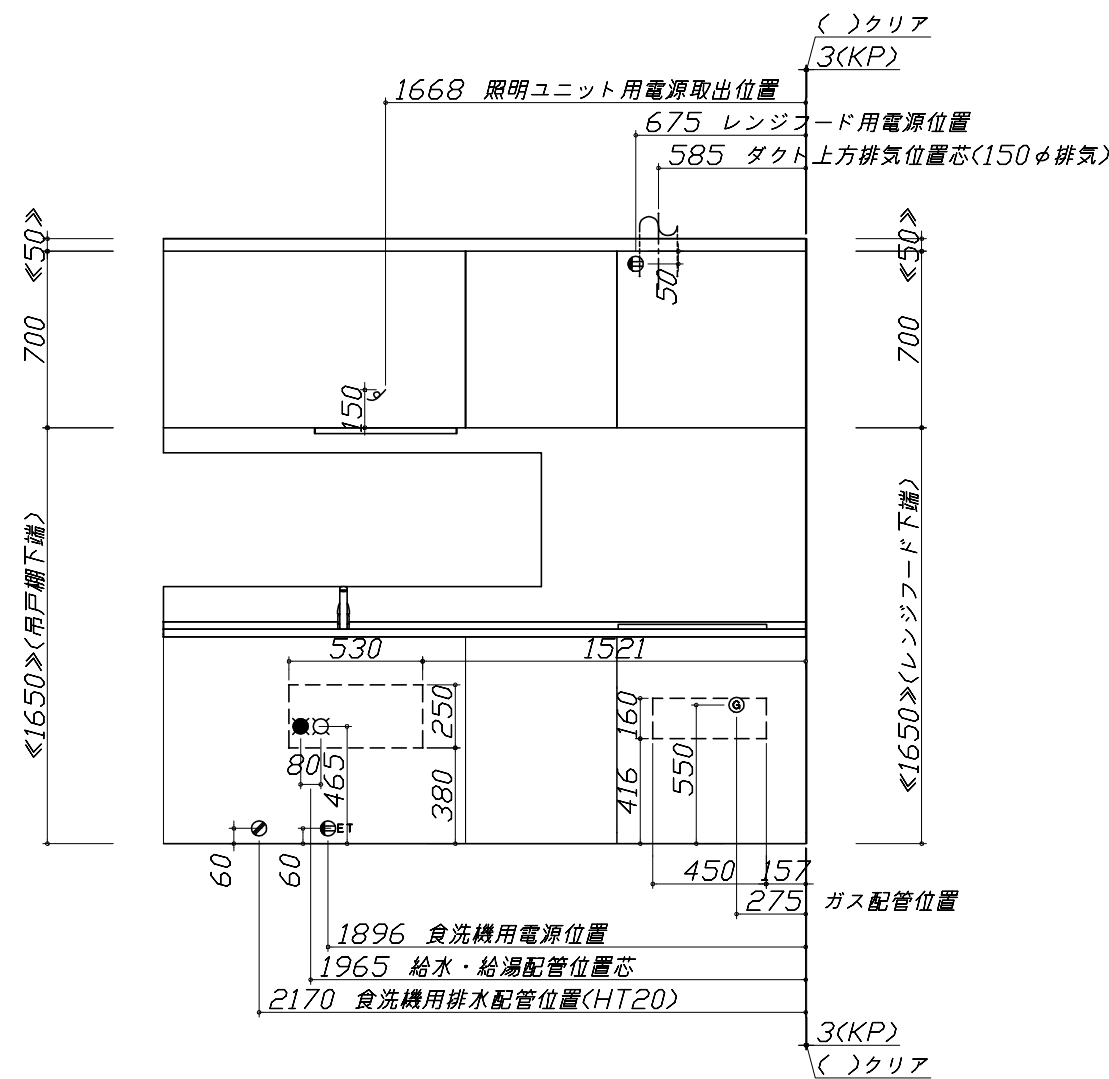 ( )クリア
3(KP)
1668 照明ユニット用電源取出位置
675 レンジフード用電源位置
585 ダクト上方排気位置芯(150φ排気)
≪50≫
700
≪1650≫(吊戸棚下端)
50
150
≪50≫
700
≪1650≫(レンジフード下端)
530
1521
250
380
80
465
160
416
550
G
ET
60
60
450
157
275 ガス配管位置
1896 食洗機用電源位置
1965 給水・給湯配管位置芯
2170 食洗機用排水配管位置(HT20)
3(KP)
( )クリア